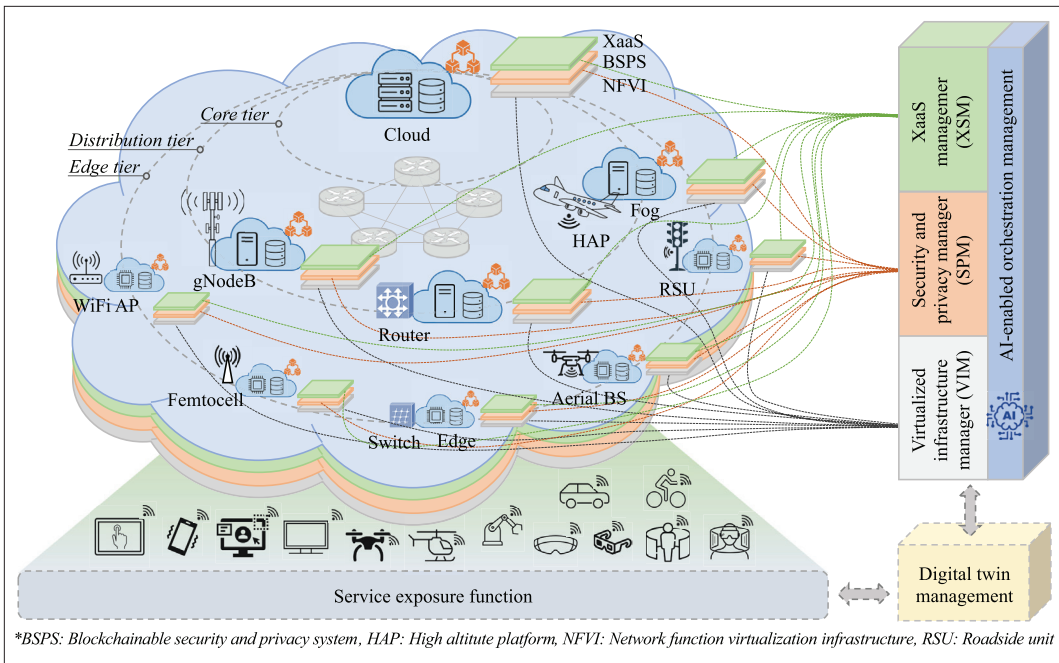 XaaS
BSPS
NFVI
Core tier
Distribution tier
Edge tier
Cloud
Fog
HAP
gNodeB
RSU
WiFi AP
Router
Femtocell
Aerial BS
Switch
Edge
XaaS
management
(XSM)
Security and
privacy manager
(SPM)
Virtualized
infrastructure
manager (VIM)
AI-enabled orchestration management
AI
Digital twin
management
Service exposure function
*BSPS: Blockchainable security and privacy system, HAP: High altitute platform, NFVI: Network function virtualization infrastructure, RSU: Roadside unit